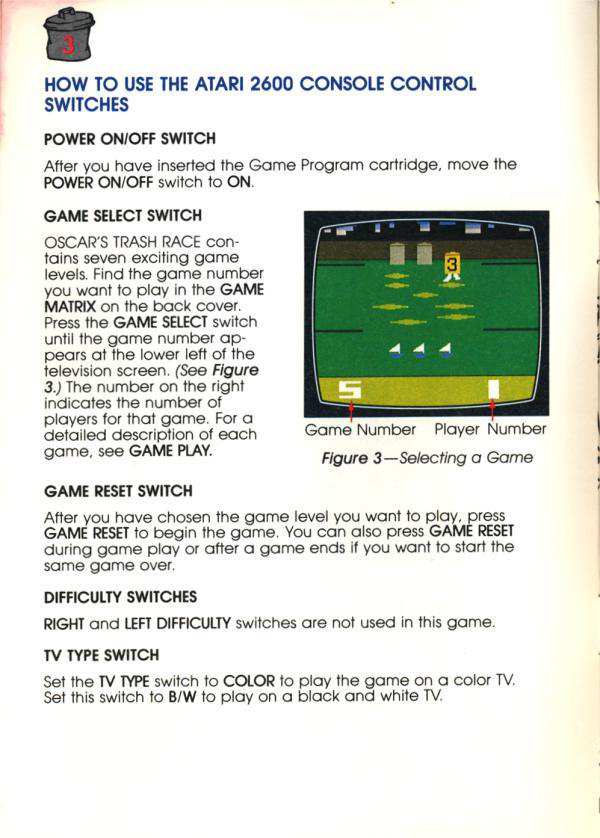 3
HOW TO USE THE ATARI 2600 CONSOLE CONTROL
SWITCHES
POWER ON/OFF SWITCH
After you have inserted the Game Program cartridge, move the
POWER ON/OFF switch to ON.
GAME SELECT SWITCH
OSCAR'S TRASH RACE con-
tains seven exciting game
levels. Find the game number
you want to play in the GAME
MATRIX on the back cover.
Press the GAME SELECT switch
until the game number ap-
pears at the lower left of the
television screen. (See Figure
3.) The number on the right
indicates the number of
players for that game. For a
detailed description of each
game, see GAME PLAY.
3
5 1
Game Number Player Number
Figure 3—Selecting a Game
GAME RESET SWITCH
After you have chosen the game level you want to play, press
GAME RESET to begin the game. You can also press GAME RESET
during game play or after a game ends if you want to start the
same game over.
DIFFICULTY SWITCHES
RIGHT and LEFT DIFFICULTY switches are not used in this game.
TV TYPE SWITCH
Set the TV TYPE switch to COLOR to play the game on a color TV.
Set this switch to B/W to play on a black and white TV.